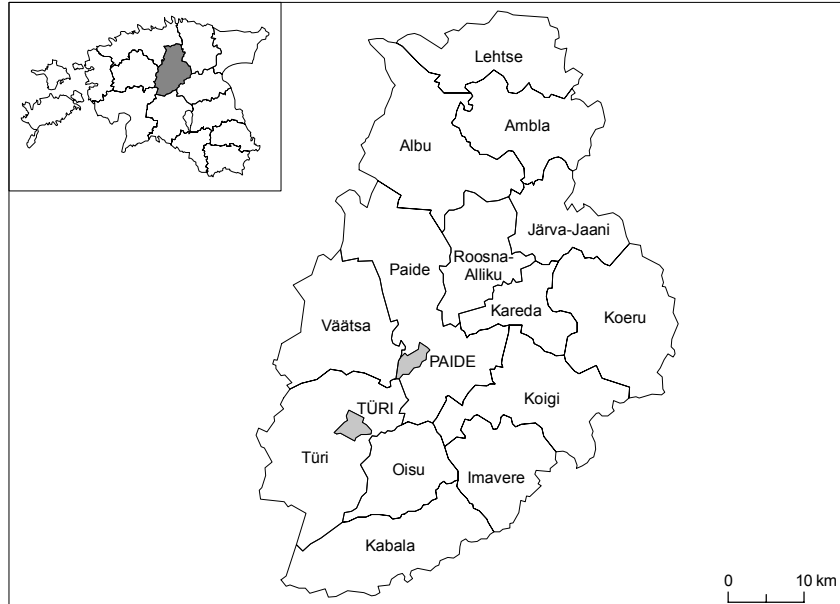 Lehtse
Ambla
Albu
Järva-Jaani
Roosna-
Alliku
Paide
Kareda
Koeru
Väätsa
PAIDE
Koigi
TÜRI
Türi
Oisu
Imavere
Kabala
0 10 km